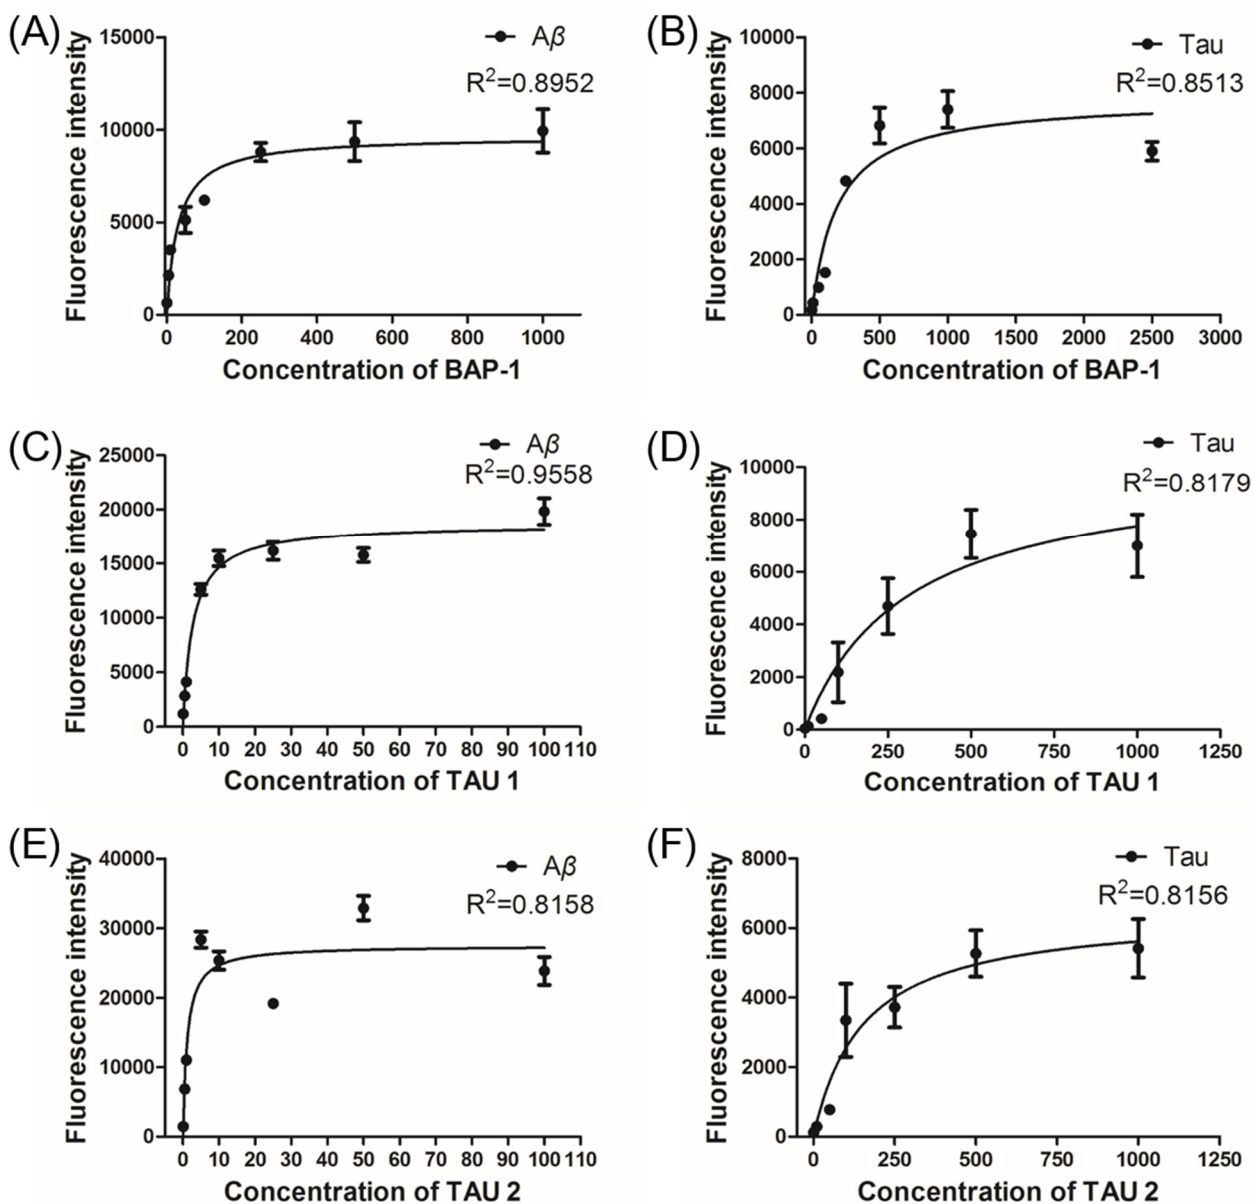 (A)
Aβ
R²=0.8952
Fluorescence intensity
15000
10000
5000
0
0 200 400 600 800 1000
Concentration of BAP-1
(B)
Tau
R²=0.8513
Fluorescence intensity
10000
8000
6000
4000
2000
0
0 500 1000 1500 2000 2500 3000
Concentration of BAP-1
(C)
Aβ
R²=0.9558
Fluorescence intensity
25000
20000
15000
10000
5000
0
0 10 20 30 40 50 60 70 80 90 100 110
Concentration of TAU 1
(D)
Tau
R²=0.8179
Fluorescence intensity
10000
8000
6000
4000
2000
0
0 250 500 750 1000 1250
Concentration of TAU 1
(E)
Aβ
R²=0.8158
Fluorescence intensity
40000
30000
20000
10000
0
0 10 20 30 40 50 60 70 80 90 100 110
Concentration of TAU 2
(F)
Tau
R²=0.8156
Fluorescence intensity
8000
6000
4000
2000
0
0 250 500 750 1000 1250
Concentration of TAU 2